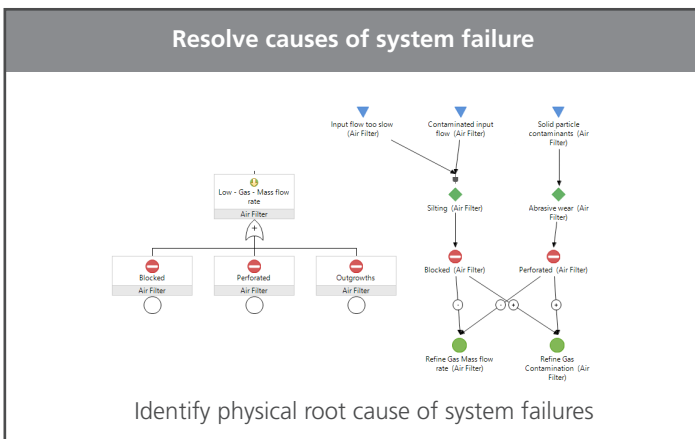 Resolve causes of system failure
Input flow too slow
(Air Filter)
Contaminated input
flow (Air Filter)
Solid particle
contaminants (Air
Filter)
Low - Gas - Mass flow
rate
Air Filter
+
Silting (Air Filter)
Abrasive wear (Air
Filter)
Blocked
Air Filter
Perforated
Air Filter
Outgrowths
Air Filter
Blocked (Air Filter)
Perforated (Air Filter)
-
-
+
+
Refine Gas Mass flow
rate (Air Filter)
Refine Gas
Contamination (Air
Filter)
Identify physical root cause of system failures